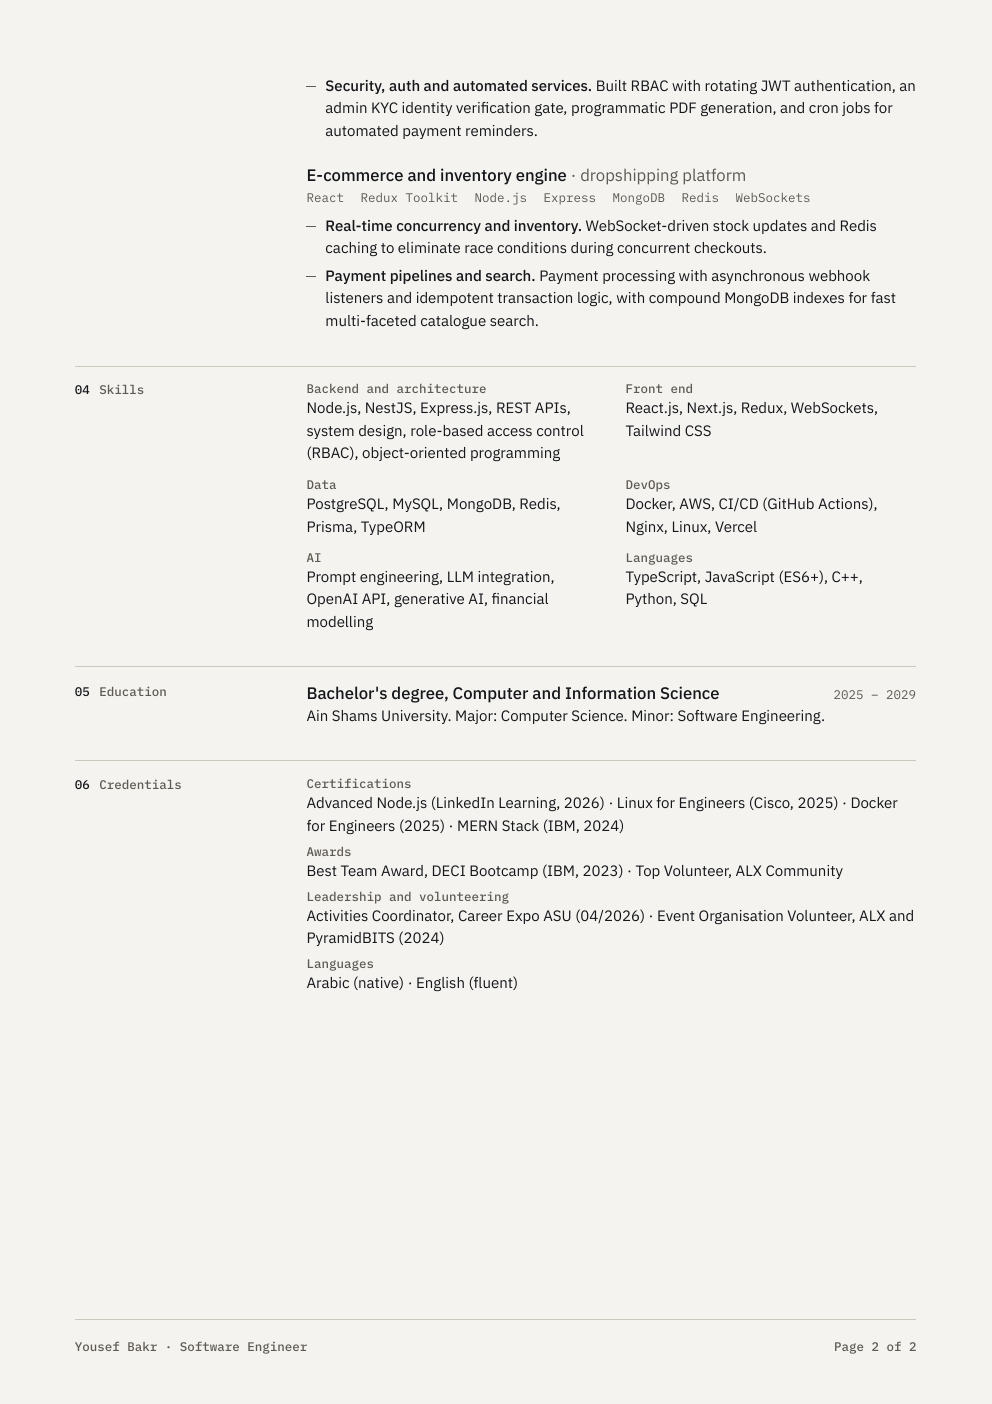 — Security, auth and automated services. Built RBAC with rotating JWT authentication, an
admin KYC identity verification gate, programmatic PDF generation, and cron jobs for
automated payment reminders.
E-commerce and inventory engine · dropshipping platform
React Redux Toolkit Node.js Express MongoDB Redis WebSockets
— Real-time concurrency and inventory. WebSocket-driven stock updates and Redis
caching to eliminate race conditions during concurrent checkouts.
— Payment pipelines and search. Payment processing with asynchronous webhook
listeners and idempotent transaction logic, with compound MongoDB indexes for fast
multi-faceted catalogue search.
04 Skills
Backend and architecture
Node.js, NestJS, Express.js, REST APIs,
system design, role-based access control
(RBAC), object-oriented programming
Front end
React.js, Next.js, Redux, WebSockets,
Tailwind CSS
Data
PostgreSQL, MySQL, MongoDB, Redis,
Prisma, TypeORM
DevOps
Docker, AWS, CI/CD (GitHub Actions),
Nginx, Linux, Vercel
AI
Prompt engineering, LLM integration,
OpenAI API, generative AI, financial
modelling
Languages
TypeScript, JavaScript (ES6+), C++,
Python, SQL
05 Education
Bachelor's degree, Computer and Information Science 2025 – 2029
Ain Shams University. Major: Computer Science. Minor: Software Engineering.
06 Credentials
Certifications
Advanced Node.js (LinkedIn Learning, 2026) · Linux for Engineers (Cisco, 2025) · Docker
for Engineers (2025) · MERN Stack (IBM, 2024)
Awards
Best Team Award, DECI Bootcamp (IBM, 2023) · Top Volunteer, ALX Community
Leadership and volunteering
Activities Coordinator, Career Expo ASU (04/2026) · Event Organisation Volunteer, ALX and
PyramidBITS (2024)
Languages
Arabic (native) · English (fluent)
Yousef Bakr · Software Engineer Page 2 of 2